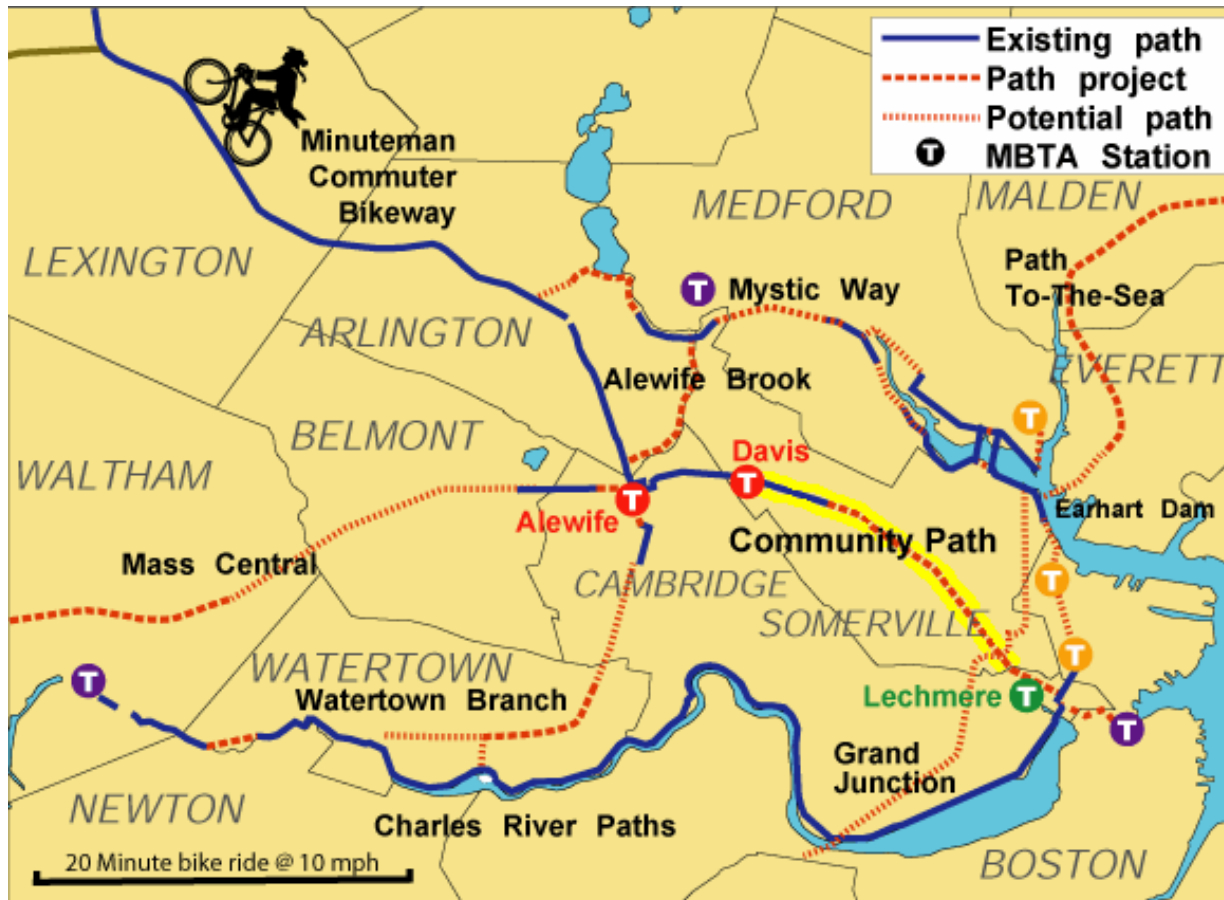 Existing path
Path project
Potential path
T MBTA Station
Minuteman
Commuter
Bikeway
MEDFORD
MALDEN
LEXINGTON
Path
To-The-Sea
T
Mystic Way
ARLINGTON
EVERETT
Alewife Brook
T
BELMONT
Davis
T
WALTHAM
Alewife
T
Earhart Dam
Community Path
Mass Central
CAMBRIDGE
T
SOMERVILLE
WATERTOWN
T
T
Watertown Branch
Lechmere
T
T
Grand
Junction
NEWTON
Charles River Paths
20 Minute bike ride @ 10 mph
BOSTON